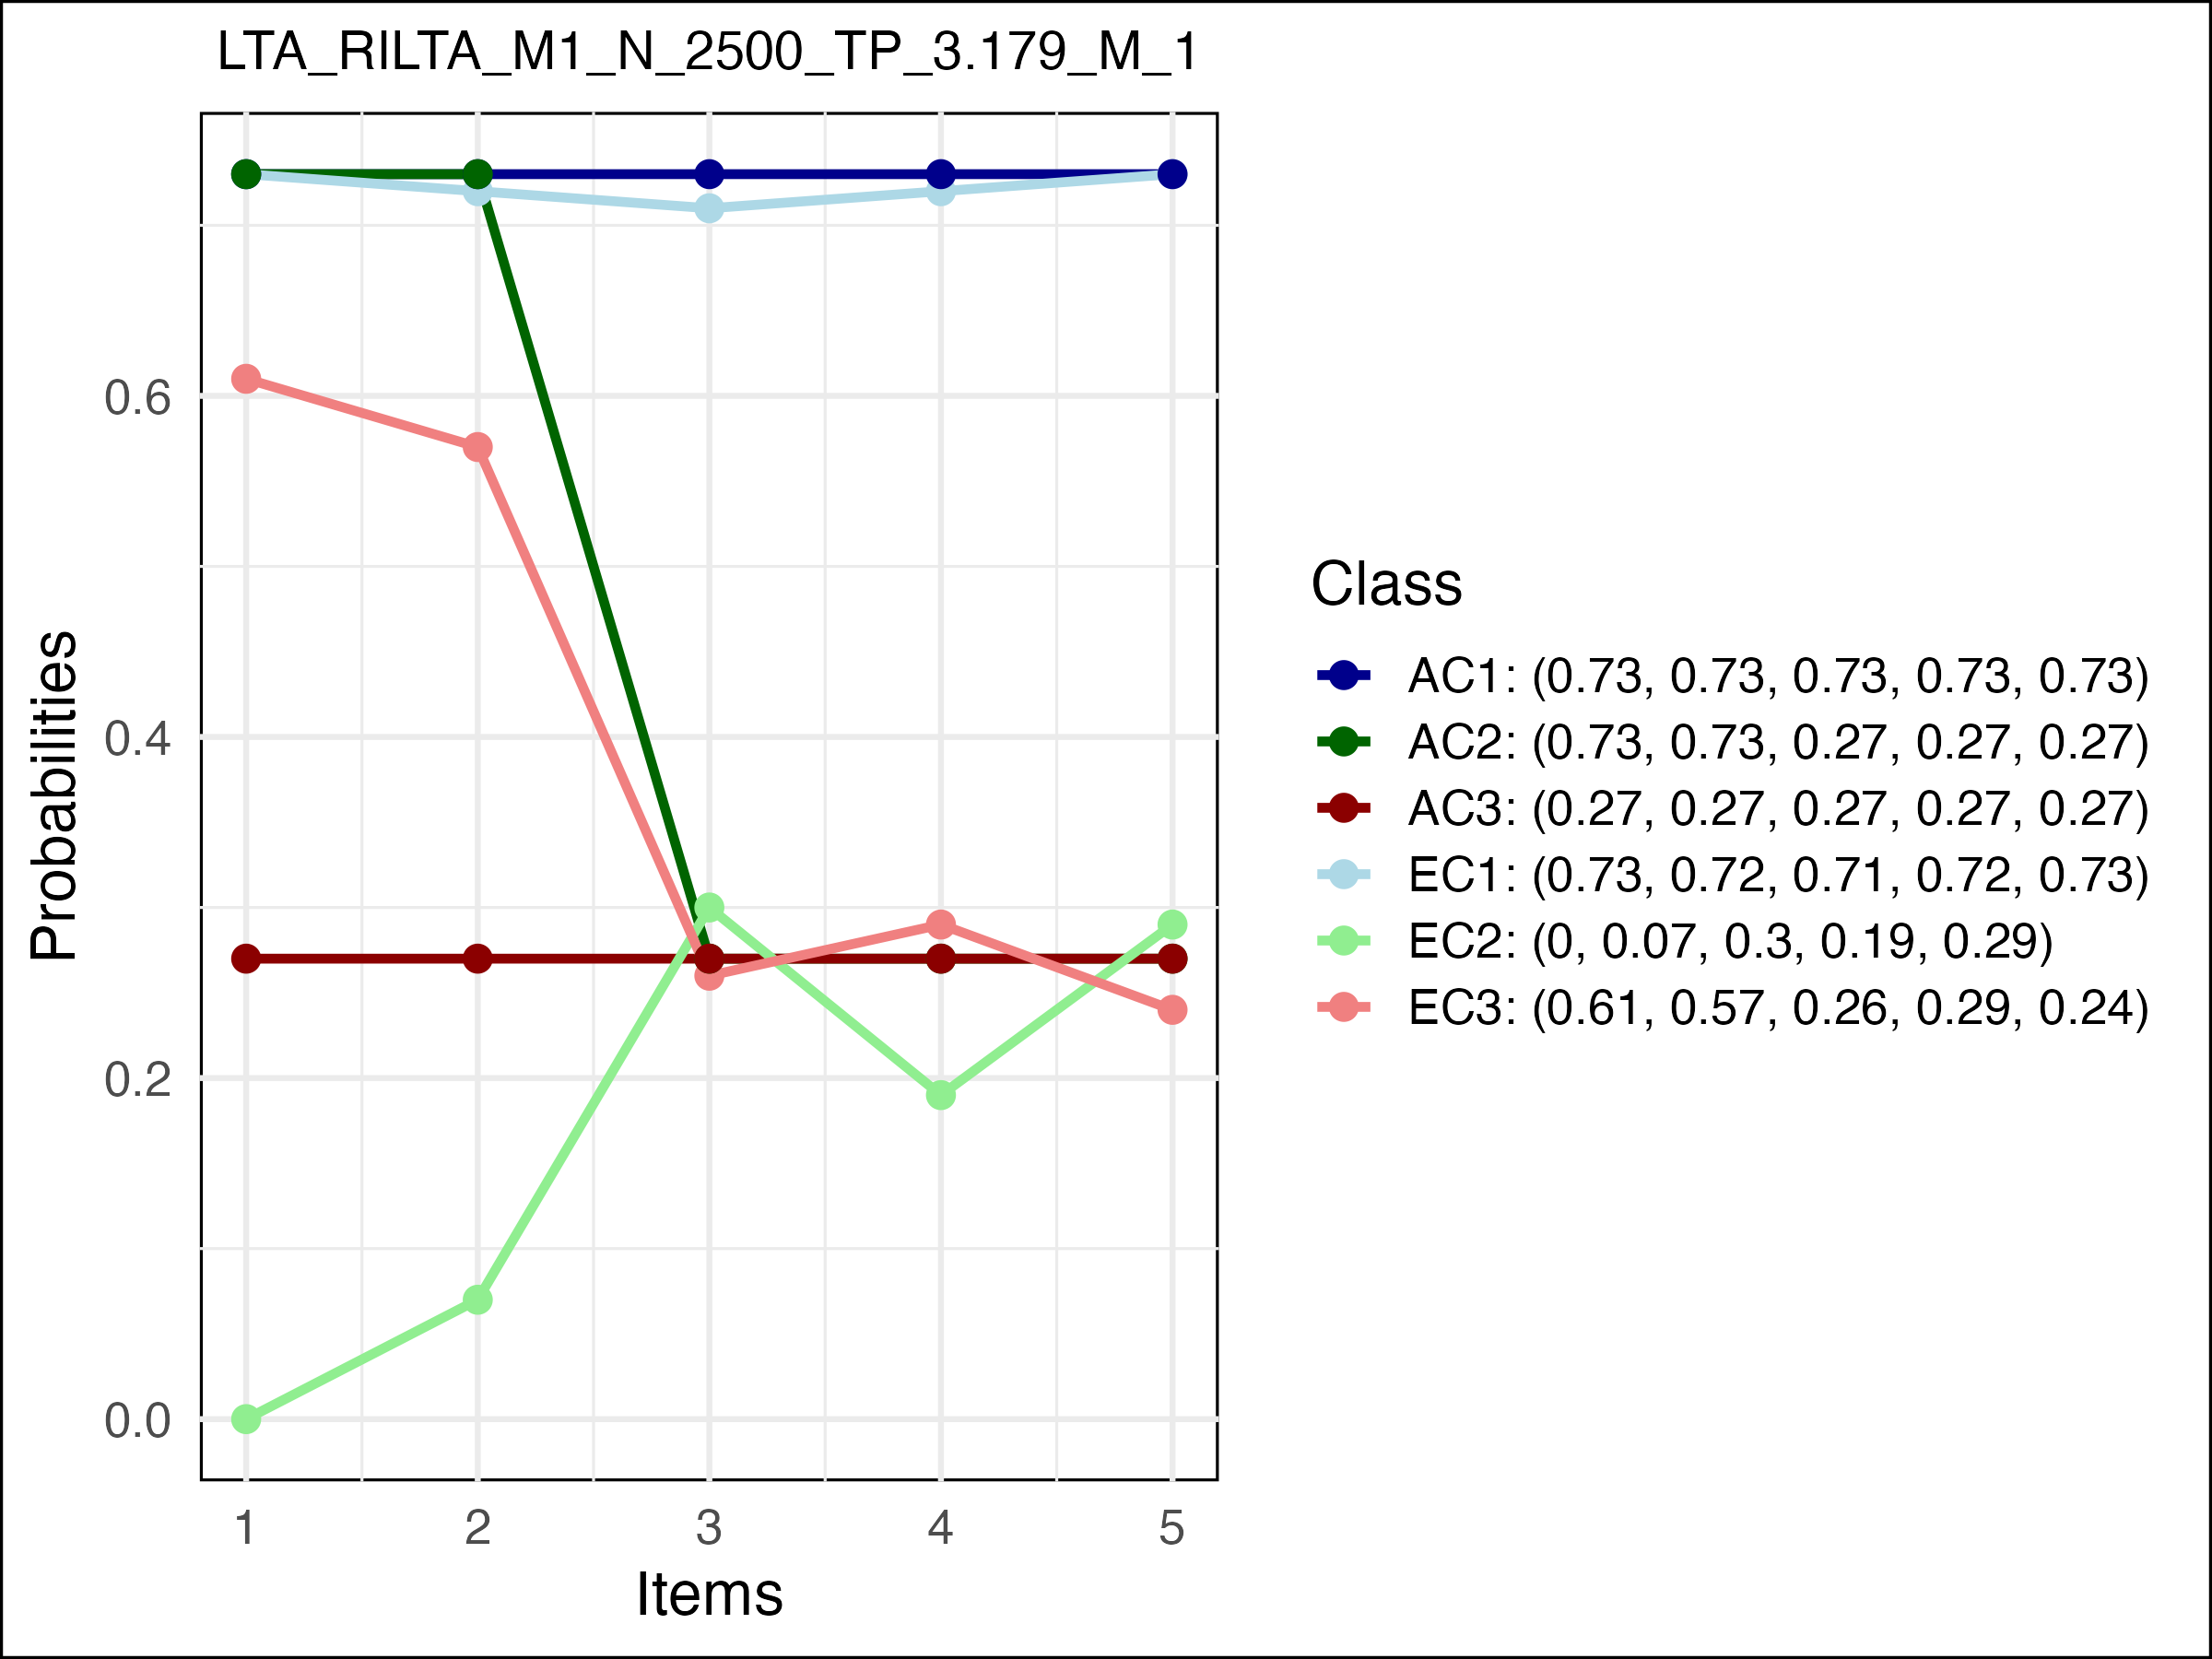 LTA_RILTA_M1_N_2500_TP_3.179_M_1
Probabilities
0.6
0.4
0.2
0.0
1 2 3 4 5
Items
Class
AC1: (0.73, 0.73, 0.73, 0.73, 0.73)
AC2: (0.73, 0.73, 0.27, 0.27, 0.27)
AC3: (0.27, 0.27, 0.27, 0.27, 0.27)
EC1: (0.73, 0.72, 0.71, 0.72, 0.73)
EC2: (0, 0.07, 0.3, 0.19, 0.29)
EC3: (0.61, 0.57, 0.26, 0.29, 0.24)